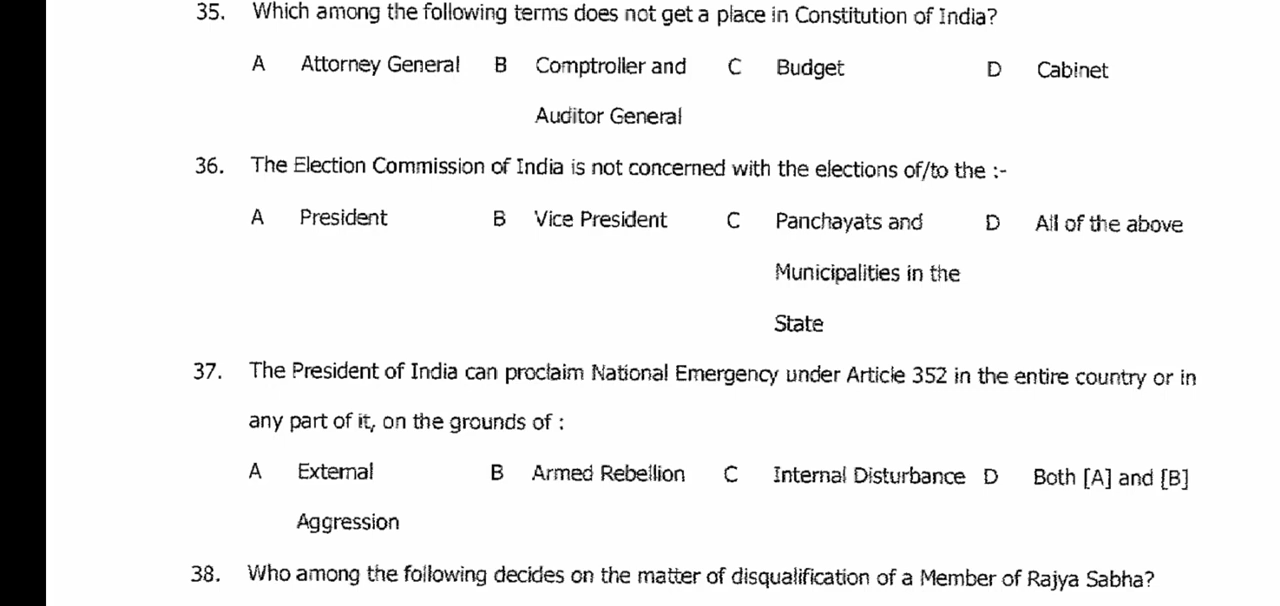 35. Which among the following terms does not get a place in Constitution of India?
A Attorney General B Comptroller and C Budget D Cabinet
Auditor General
36. The Election Commission of India is not concerned with the elections of/to the :-
A President B Vice President C Panchayats and D All of the above
Municipalities in the
State
37. The President of India can proclaim National Emergency under Article 352 in the entire country or in
any part of it, on the grounds of :
A External B Armed Rebellion C Internal Disturbance D Both [A] and [B]
Aggression
38. Who among the following decides on the matter of disqualification of a Member of Rajya Sabha?